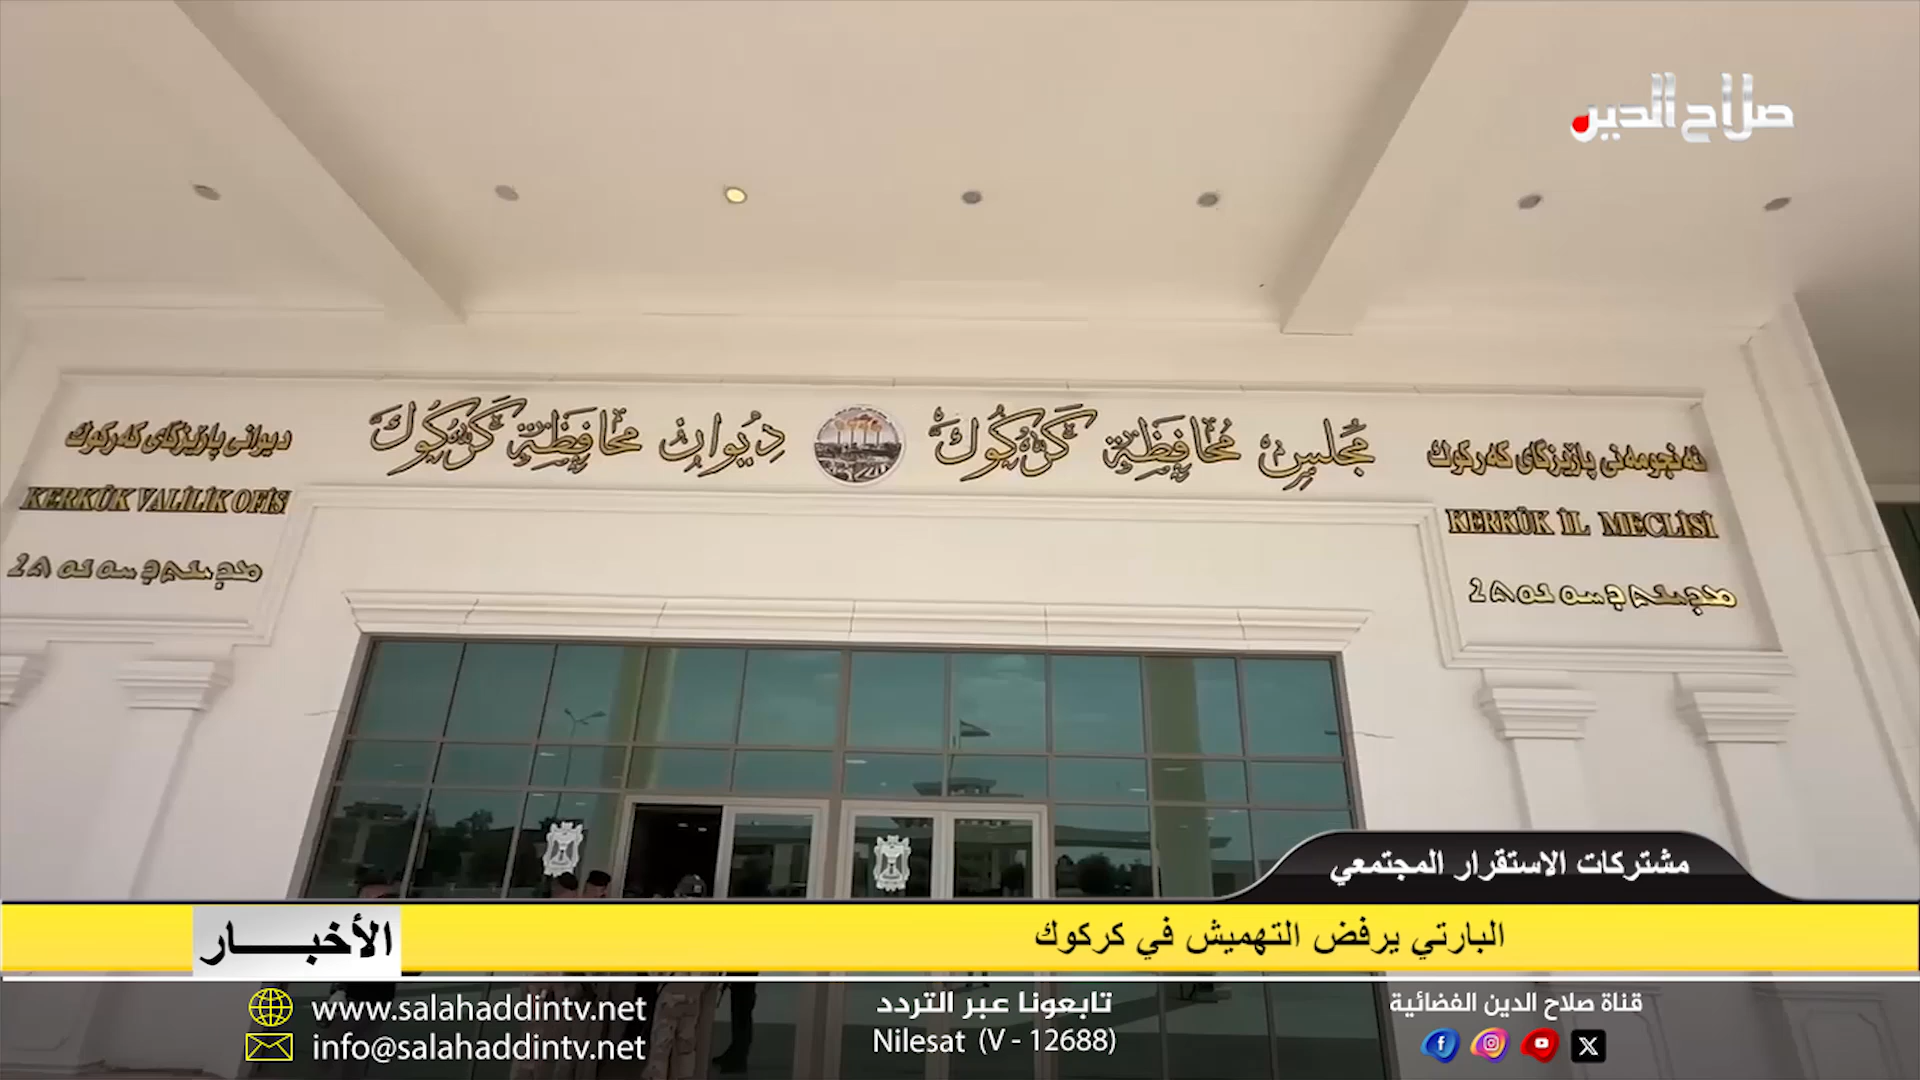 صلاح الدين
مجلس محافظة كركوك
ديوان محافظة كركوك
ئەنجومەنی پارێزگای کەرکوک
KERKÜK İL MECLİSİ
دیوانی پارێزگای کەرکوک
KERKÜK VALİLİK OFİSİ
مشتركات الاستقرار المجتمعي
البارتي يرفض التهميش في كركوك
الأخبـــار
قناة صلاح الدين الفضائية
تابعونا عبر التردد
Nilesat (V - 12688)
www.salahaddintv.net
info@salahaddintv.net